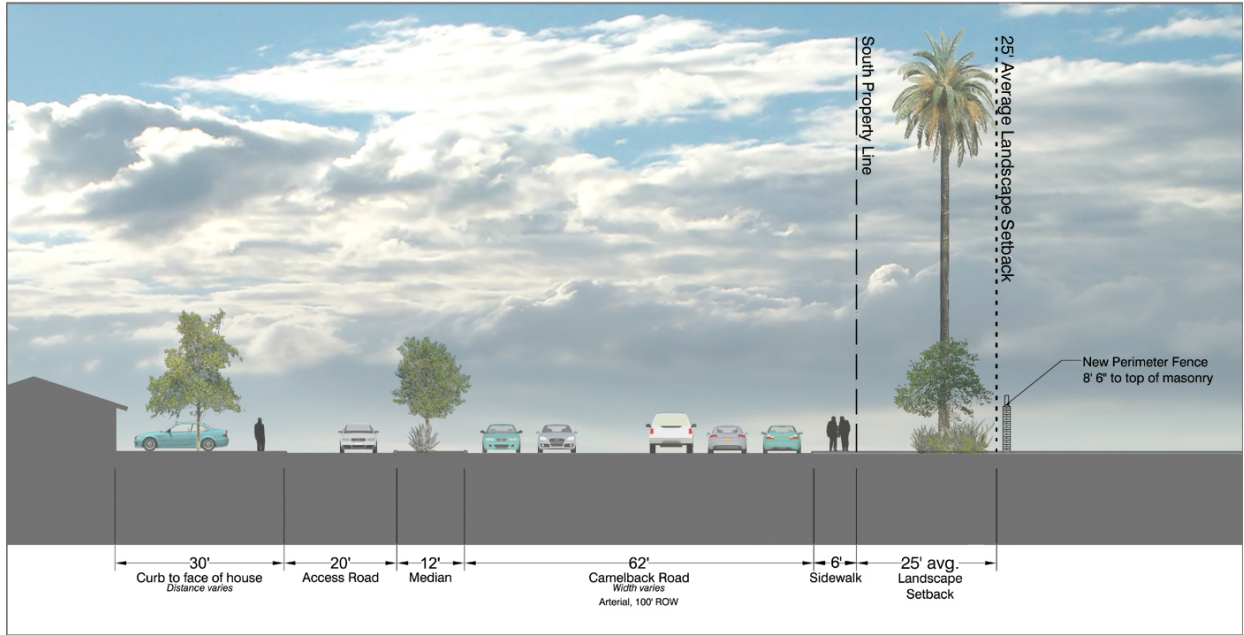 South Property Line
25' Average Landscape Setback
New Perimeter Fence
8' 6" to top of masonry
30'
Curb to face of house
Distance varies
20'
Access Road
12'
Median
62'
Camelback Road
Width varies
Arterial, 100' ROW
6'
Sidewalk
25' avg.
Landscape
Setback